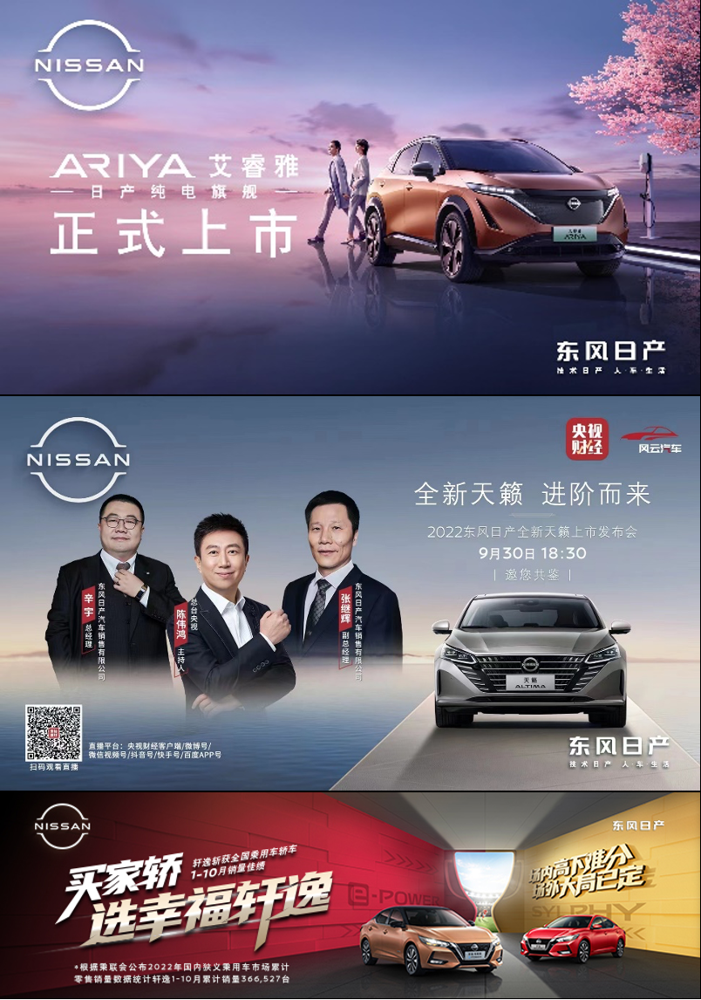 NISSAN
ARIYA 艾睿雅
日产纯电旗舰
正式上市
ARIYA
东风日产
技术日产 人·车·生活
NISSAN
央视
财经
风云汽车
全新天籁 进阶而来
2022东风日产全新天籁上市发布会
9月30日 18:30
| 邀您共鉴 |
辛宇 总经理
东风日产汽车销售有限公司
陈伟鸿 主持人
总台央视
张继辉 副总经理
东风日产汽车销售有限公司
天籁
ALTIMA
直播平台：央视财经客户端/微博号/
微信视频号/抖音号/快手号/百度APP号
扫码观看直播
东风日产
技术日产 人·车·生活
NISSAN
东风日产
买家轿
轩逸斩获全国乘用车轿车
1-10月销量佳绩
选幸福轩逸
场内高下难分
场外大局已定
e-POWER
SYLPHY
*根据乘联会公布2022年国内狭义乘用车市场累计
零售销量数据统计轩逸1-10月累计销量366,527台